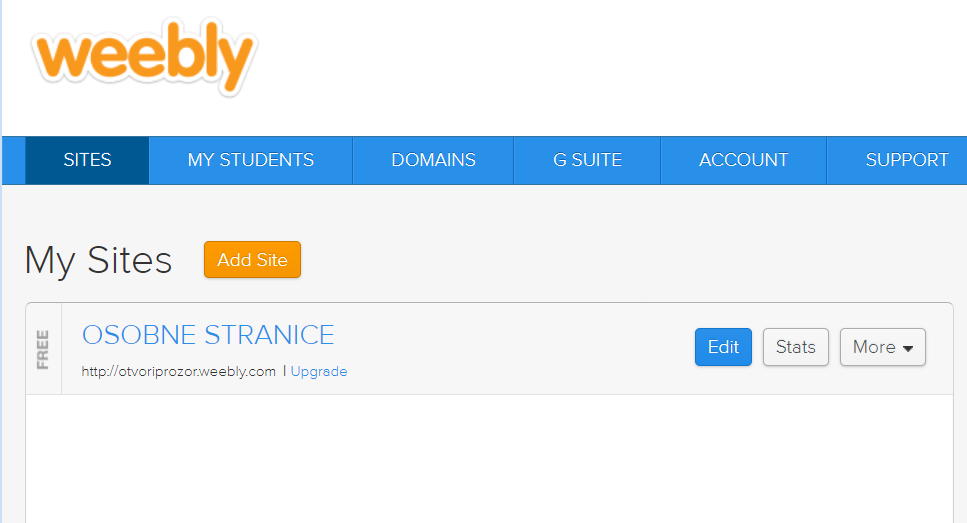 weebly
SITES MY STUDENTS DOMAINS G SUITE ACCOUNT SUPPORT
My Sites Add Site
FREE
OSOBNE STRANICE
Edit Stats More
http://otvoriprozor.weebly.com | Upgrade